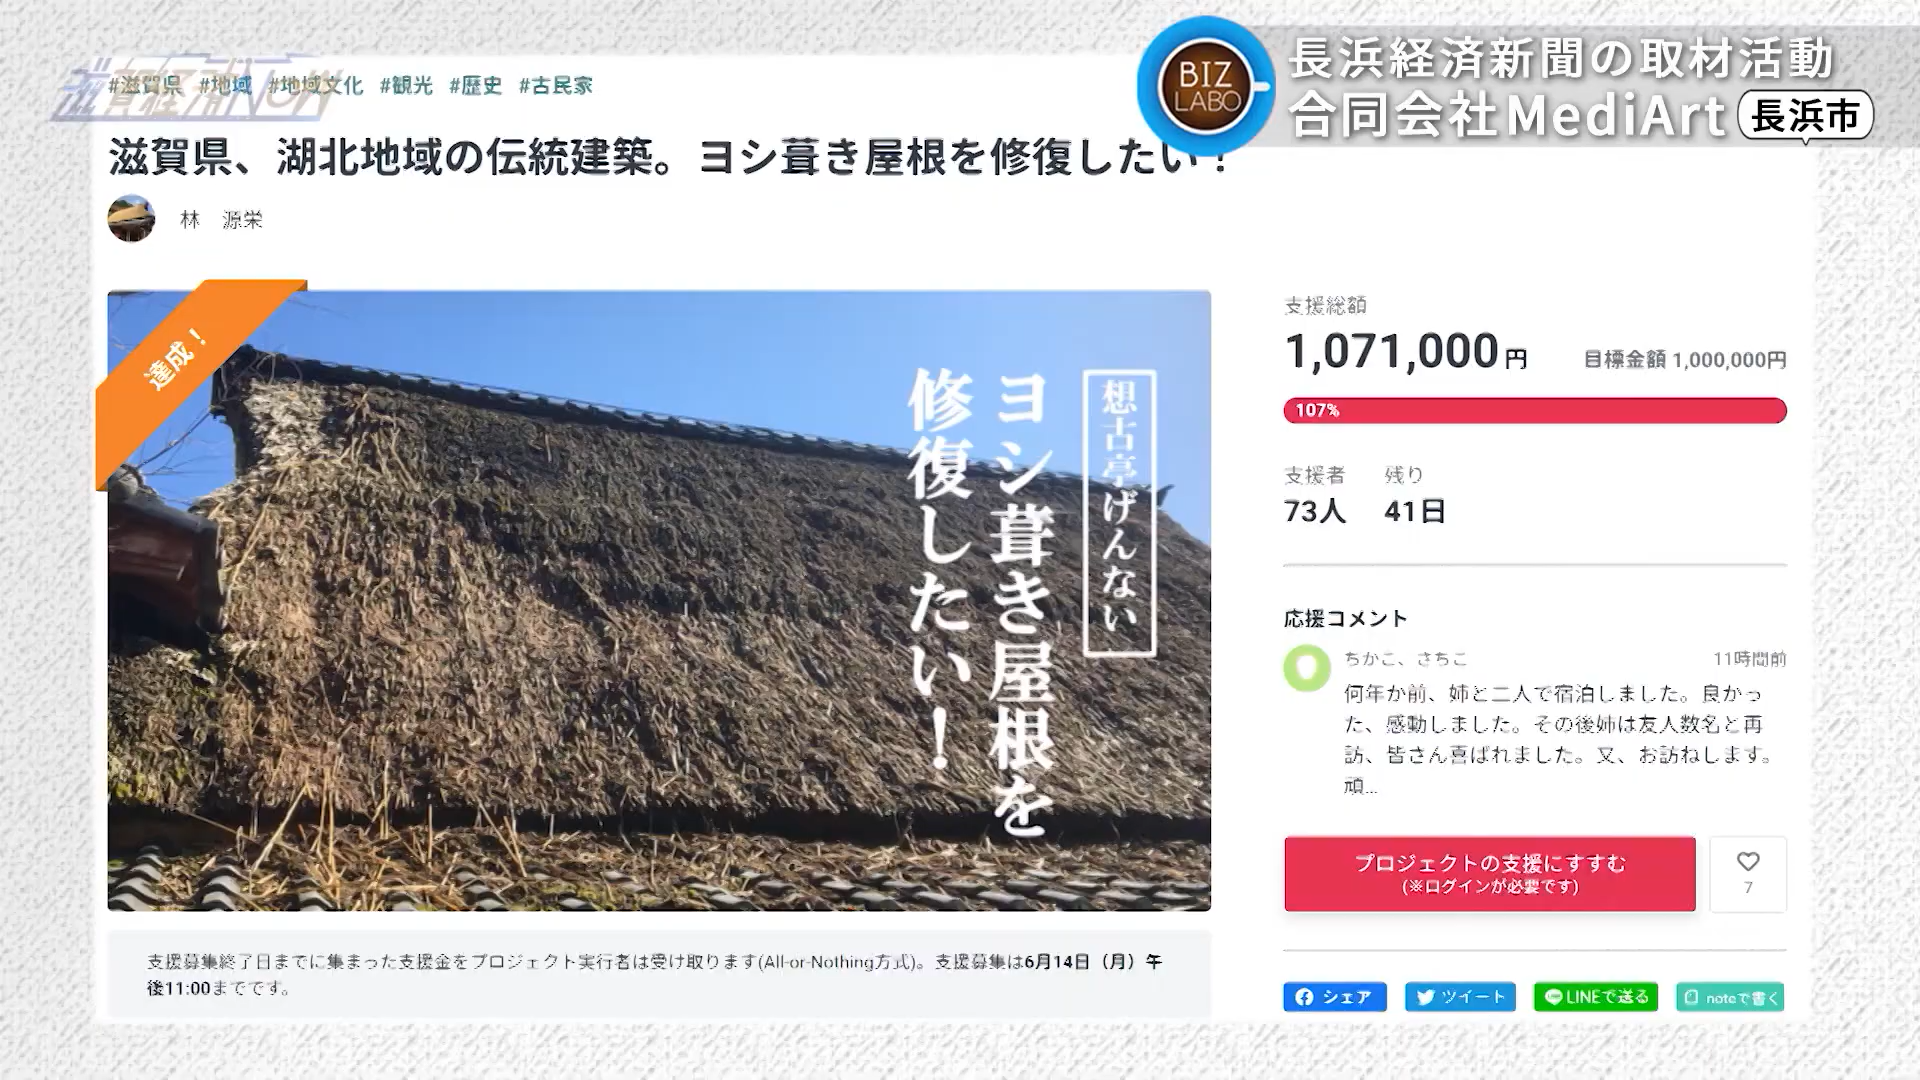 滋賀経済NOW
BIZ
LABO
長浜経済新聞の取材活動
合同会社MediArt
長浜市
#滋賀県 #地域 #地域文化 #観光 #歴史 #古民家
滋賀県、湖北地域の伝統建築。ヨシ葺き屋根を修復したい！
林 源栄
達成！
想古亭げんない
ヨシ葺き屋根を
修復したい！
支援総額
1,071,000円
目標金額 1,000,000円
107%
支援者 残り
73人 41日
応援コメント
ちかこ、さちこ 11時間前
何年か前、姉と二人で宿泊しました。良かっ
た、感動しました。その後姉は友人数名と再
訪、皆さん喜ばれました。又、お訪ねします。
頑...
プロジェクトの支援にすすむ
(※ログインが必要です)
7
支援募集終了日までに集まった支援金をプロジェクト実行者は受け取ります(All-or-Nothing方式)。支援募集は6月14日（月）午
後11:00までです。
シェア
ツイート
LINEで送る
noteで書く